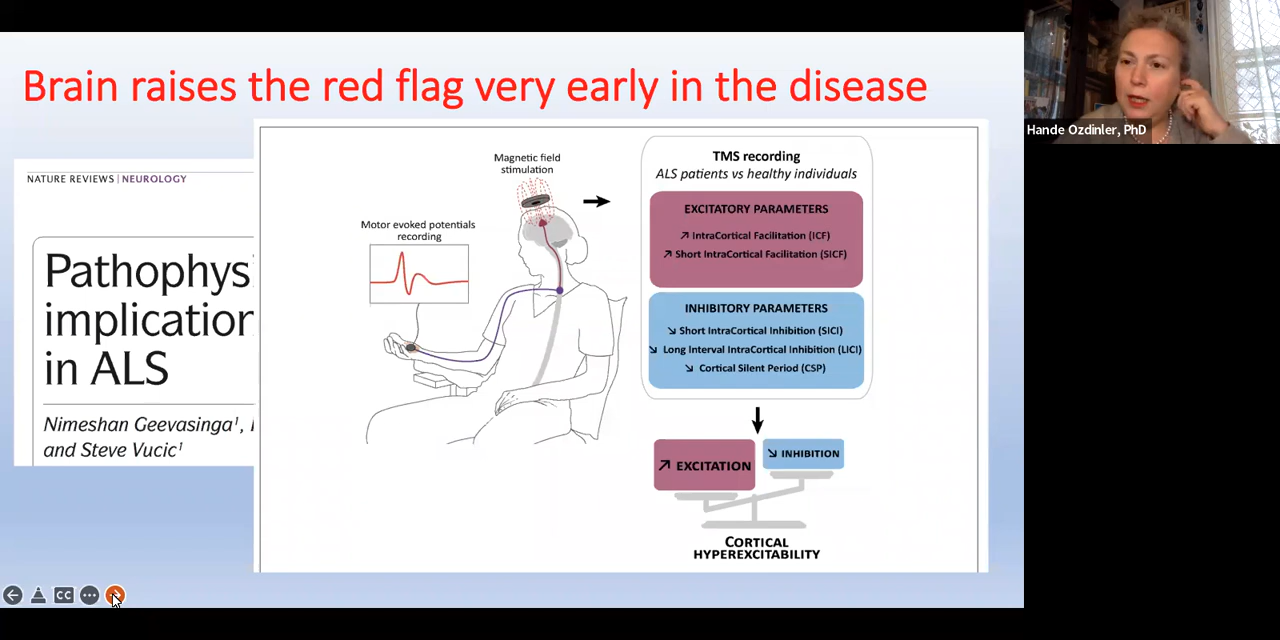 Brain raises the red flag very early in the disease
NATURE REVIEWS | NEUROLOGY
Pathophys
implication
in ALS
Nimeshan Geevasinga¹,
and Steve Vucic¹
Magnetic field
stimulation
Motor evoked potentials
recording
TMS recording
ALS patients vs healthy individuals
EXCITATORY PARAMETERS
↗ IntraCortical Facilitation (ICF)
↗ Short IntraCortical Facilitation (SICF)
INHIBITORY PARAMETERS
↘ Short IntraCortical Inhibition (SICI)
↘ Long Interval IntraCortical Inhibition (LICI)
↘ Cortical Silent Period (CSP)
↗ EXCITATION
↘ INHIBITION
CORTICAL
HYPEREXCITABILITY
CC
Hande Ozdinler, PhD